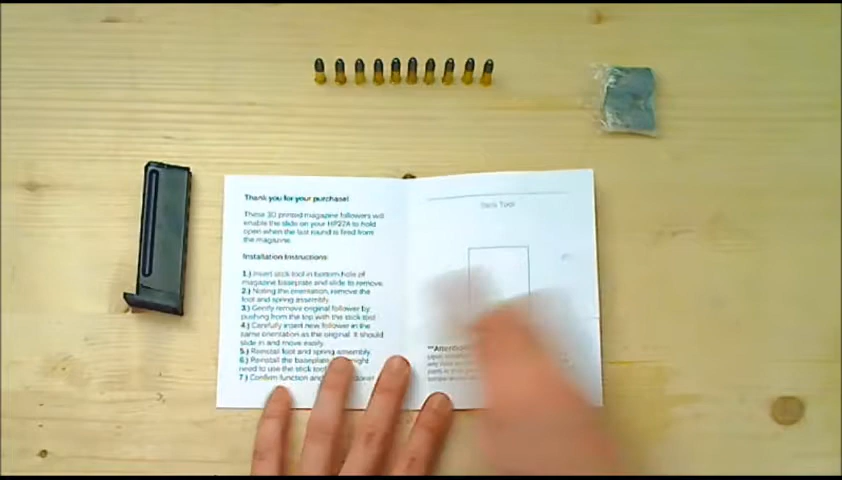 Thank you for your purchase!
These 3D printed magazine followers will
enable the slide on your HP22A to hold
open when the last round is fired from
the magazine.
Installation Instructions:
1.) Insert stick tool in bottom hole of
magazine baseplate and slide to remove.
2.) Noting the orientation, remove the
foot and spring assembly.
3.) Gently remove original follower by
pushing from the top with the stick tool.
4.) Carefully insert new follower in the
same orientation as the original. It should
slide in and move easily.
5.) Reinstall foot and spring assembly.
6.) Reinstall the baseplate. might
need to use the stick tool
7.) Confirm function and done!
Stick Tool
**Attention